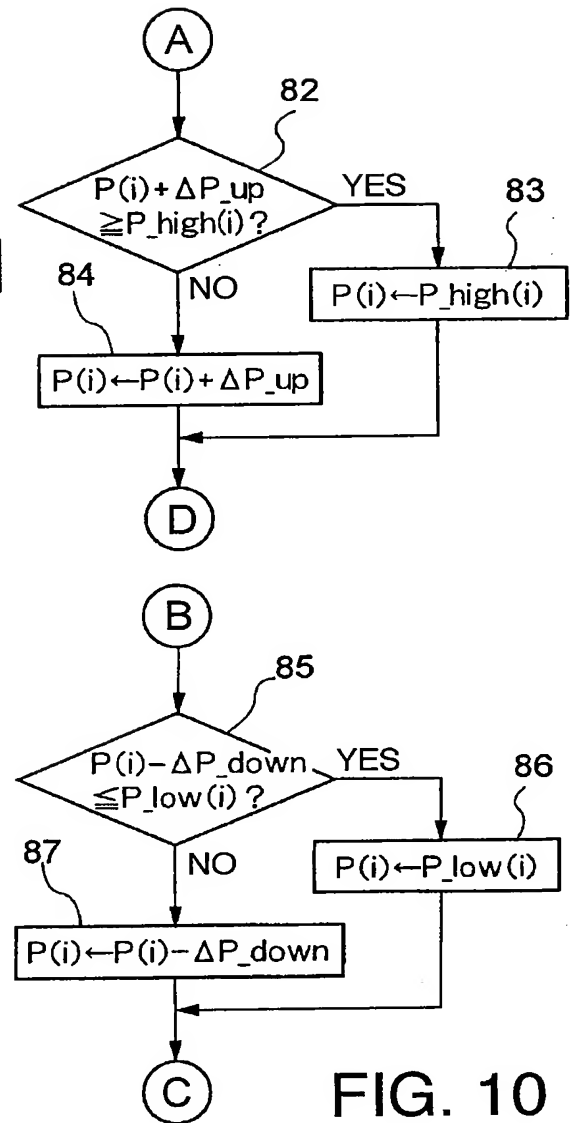 A
82
P(i)+ΔP_up
≧P_high(i)?
YES
83
P(i)←P_high(i)
NO
84
P(i)←P(i)+ΔP_up
D
B
85
P(i)-ΔP_down
≦P_low(i)?
YES
86
P(i)←P_low(i)
NO
87
P(i)←P(i)-ΔP_down
C
FIG. 10